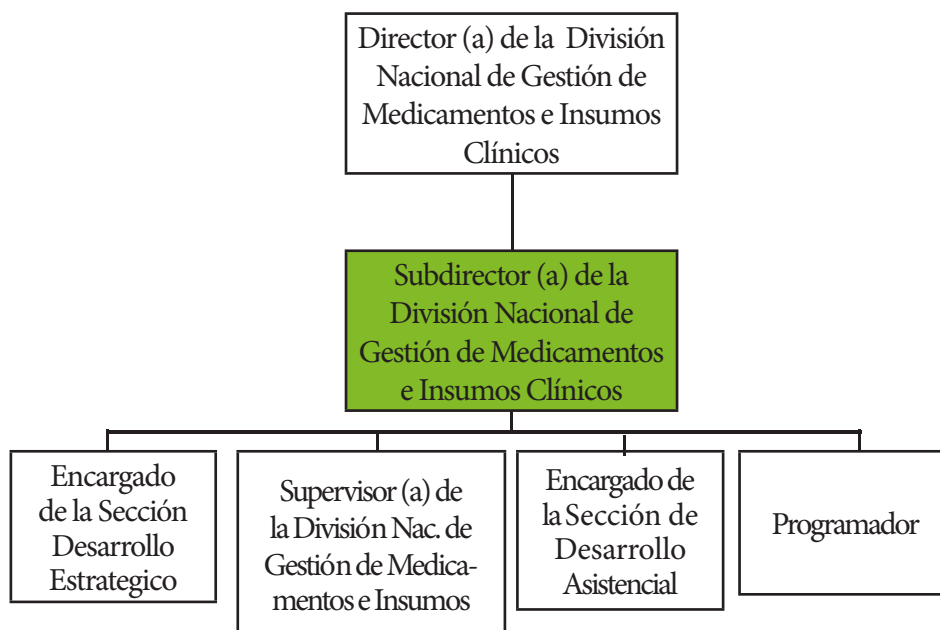 Director (a) de la División
Nacional de Gestión de
Medicamentos e Insumos
Clínicos
Subdirector (a) de la
División Nacional de
Gestión de Medicamentos
e Insumos Clínicos
Encargado
de la Sección
Desarrollo
Estrategico
Supervisor (a) de
la División Nac. de
Gestión de Medica-
mentos e Insumos
Encargado de
la Sección de
Desarrollo
Asistencial
Programador